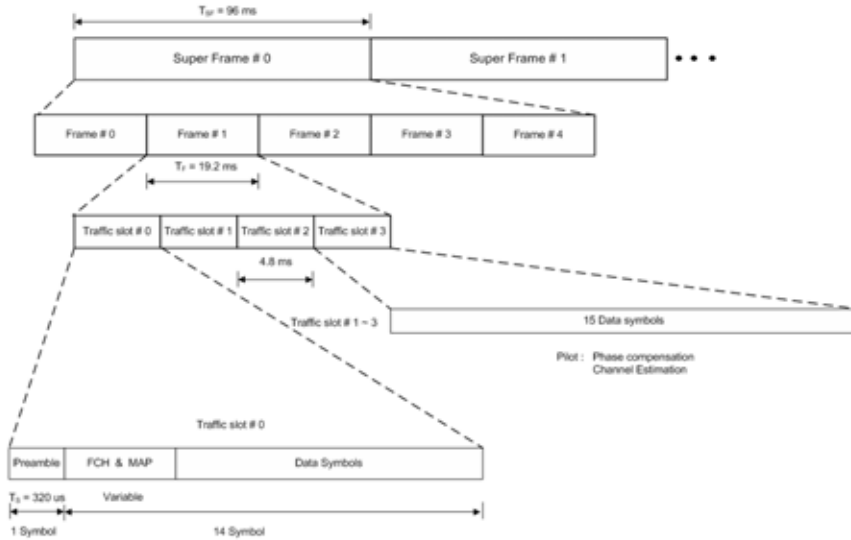 T_SF = 96 ms
Super Frame # 0
Super Frame # 1
Frame # 0
Frame # 1
Frame # 2
Frame # 3
Frame # 4
T_F = 19.2 ms
Traffic slot # 0
Traffic slot # 1
Traffic slot # 2
Traffic slot # 3
4.8 ms
Traffic slot # 1 ~ 3
15 Data symbols
Pilot : Phase compensation
Channel Estimation
Traffic slot # 0
Preamble
FCH & MAP
Data Symbols
T_S = 320 us
Variable
1 Symbol
14 Symbol